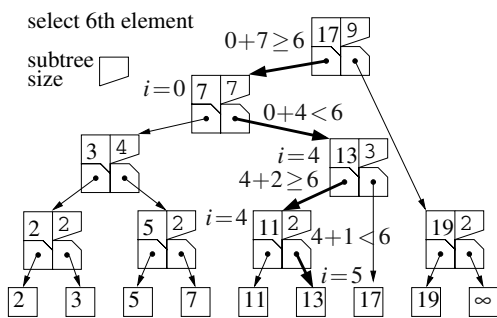 select 6th element
subtree
size
0+7≥6
17 9
i=0
7 7
0+4<6
3 4
i=4
13 3
4+2≥6
2 2
5 2
i=4
11 2
4+1<6
19 2
i=5
2 3 5 7 11 13 17 19 ∞